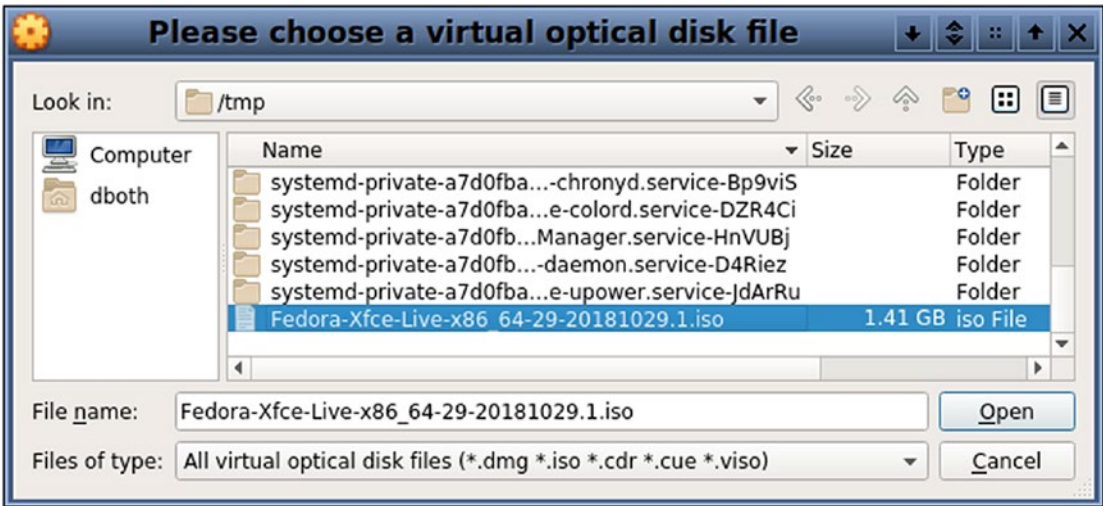 Please choose a virtual optical disk file
Look in: /tmp
Computer
dboth
Name Size Type
systemd-private-a7d0fba...-chronyd.service-Bp9viS Folder
systemd-private-a7d0fba...e-colord.service-DZR4Ci Folder
systemd-private-a7d0fb...Manager.service-HnVUBj Folder
systemd-private-a7d0fb...-daemon.service-D4Riez Folder
systemd-private-a7d0fba...e-upower.service-JdArRu Folder
Fedora-Xfce-Live-x86_64-29-20181029.1.iso 1.41 GB iso File
File name: Fedora-Xfce-Live-x86_64-29-20181029.1.iso Open
Files of type: All virtual optical disk files (*.dmg *.iso *.cdr *.cue *.viso) Cancel